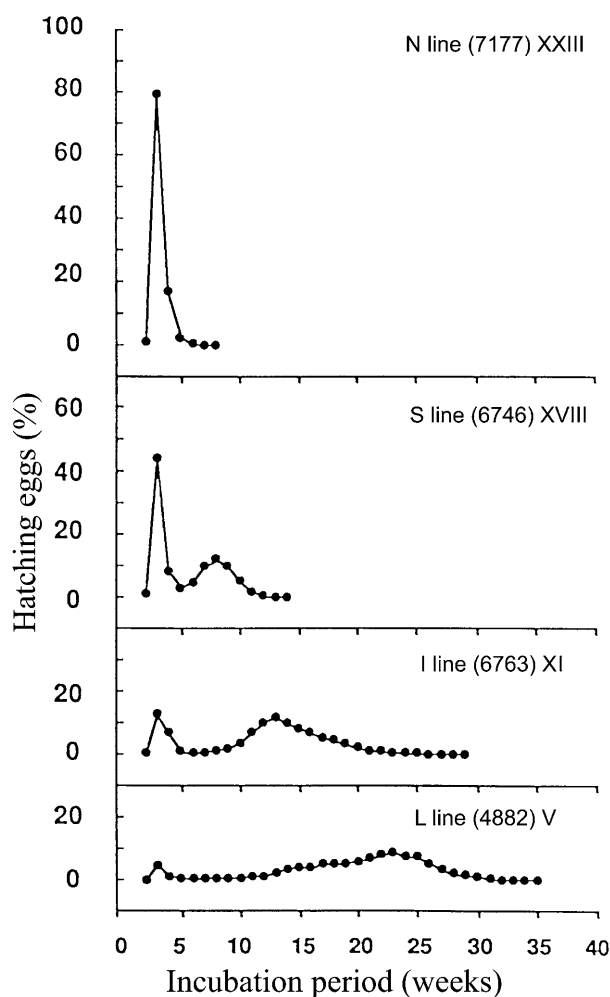 100
N line (7177) XXIII
80
60
40
20
0
60
S line (6746) XVIII
40
20
0
I line (6763) XI
20
0
L line (4882) V
20
0
Hatching eggs (%)
0 5 10 15 20 25 30 35 40
Incubation period (weeks)